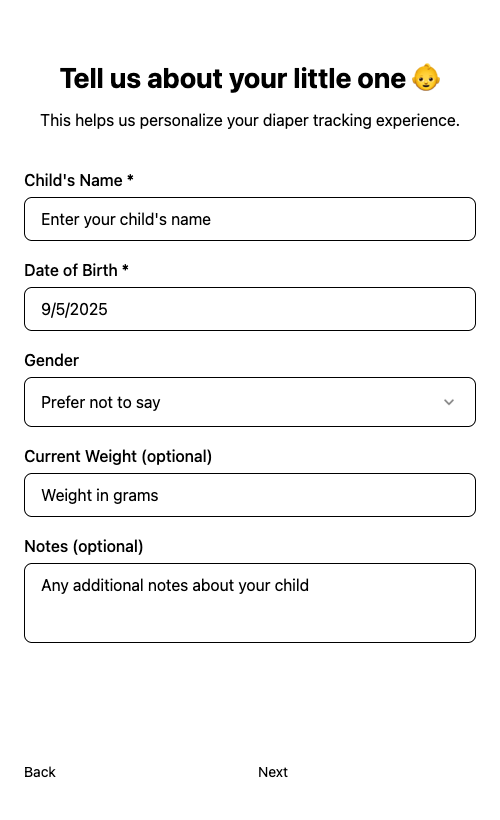 Tell us about your little one 👶
This helps us personalize your diaper tracking experience.
Child's Name *
Enter your child's name
Date of Birth *
9/5/2025
Gender
Prefer not to say
Current Weight (optional)
Weight in grams
Notes (optional)
Any additional notes about your child
Back Next